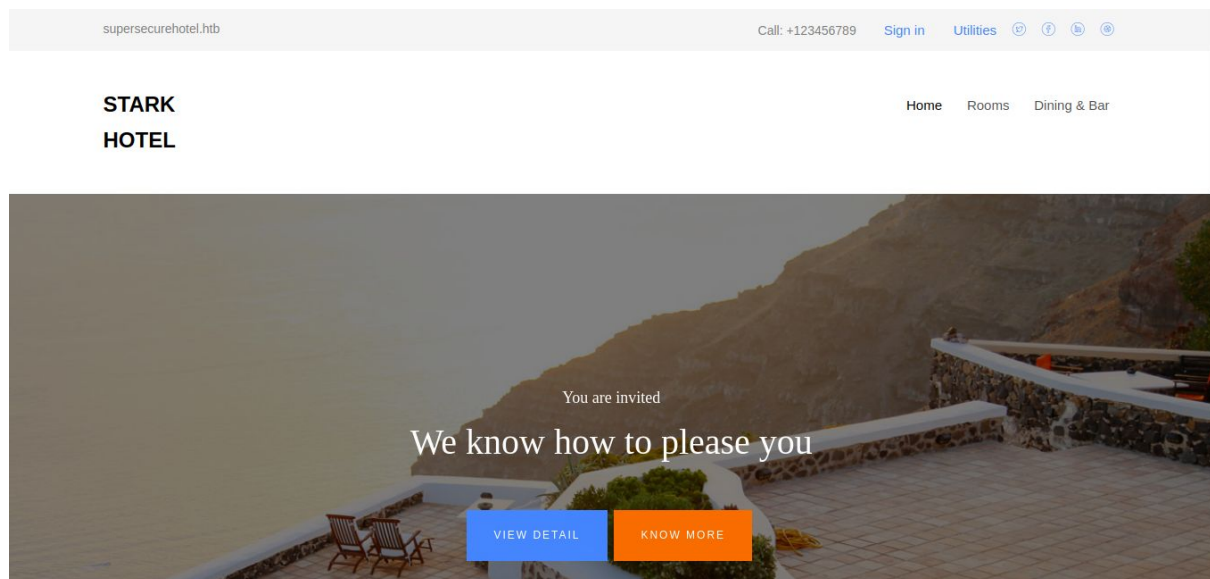 supersecurehotel.htb
Call: +123456789 Sign in Utilities
STARK
HOTEL
Home Rooms Dining & Bar
You are invited
We know how to please you
VIEW DETAIL KNOW MORE